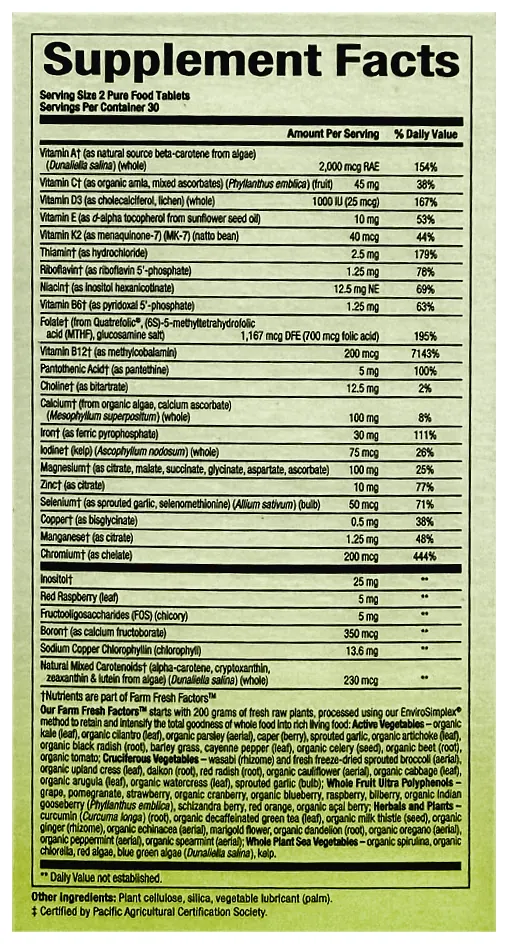 Supplement Facts
Serving Size 2 Pure Food Tablets
Servings Per Container 30
Amount Per Serving % Daily Value
Vitamin A† (as natural source beta-carotene from algae)
(Dunaliella salina) (whole) 2,000 mcg RAE 154%
Vitamin C† (as organic amla, mixed ascorbates) (Phyllanthus emblica) (fruit) 45 mg 38%
Vitamin D3 (as cholecalciferol, lichen) (whole) 1000 IU (25 mcg) 167%
Vitamin E (as d-alpha tocopherol from sunflower seed oil) 10 mg 53%
Vitamin K2 (as menaquinone-7) (MK-7) (natto bean) 40 mcg 44%
Thiamin† (as hydrochloride) 2.5 mg 179%
Riboflavin† (as riboflavin 5'-phosphate) 1.25 mg 78%
Niacin† (as inositol hexanicotinate) 12.5 mg NE 69%
Vitamin B6† (as pyridoxal 5'-phosphate) 1.25 mg 63%
Folate† (from Quatrefolic®, (6S)-5-methyltetrahydrofolic
acid (MTHF), glucosamine salt) 1,167 mcg DFE (700 mcg folic acid) 195%
Vitamin B12† (as methylcobalamin) 200 mcg 7143%
Pantothenic Acid† (as pantethine) 5 mg 100%
Choline† (as bitartrate) 12.5 mg 2%
Calcium† (from organic algae, calcium ascorbate)
(Mesophyllum superpositum) (whole) 100 mg 8%
Iron† (as ferric pyrophosphate) 30 mg 111%
Iodine† (kelp) (Ascophyllum nodosum) (whole) 75 mcg 26%
Magnesium† (as citrate, malate, succinate, glycinate, aspartate, ascorbate) 100 mg 25%
Zinc† (as citrate) 10 mg 77%
Selenium† (as sprouted garlic, selenomethionine) (Allium sativum) (bulb) 50 mcg 71%
Copper† (as bisglycinate) 0.5 mg 38%
Manganese† (as citrate) 1.25 mg 48%
Chromium† (as chelate) 200 mcg 444%
Inositol† 25 mg **
Red Raspberry (leaf) 5 mg **
Fructooligosaccharides (FOS) (chicory) 5 mg **
Boron† (as calcium fructoborate) 350 mcg **
Sodium Copper Chlorophyllin (chlorophyll) 13.6 mg **
Natural Mixed Carotenoids† (alpha-carotene, cryptoxanthin,
zeaxanthin & lutein from algae) (Dunaliella salina) (whole) 230 mcg **
†Nutrients are part of Farm Fresh Factors™
Our Farm Fresh Factors™ starts with 200 grams of fresh raw plants, processed using our EnviroSimplex®
method to retain and intensify the total goodness of whole food into rich living food: Active Vegetables – organic
kale (leaf), organic cilantro (leaf), organic parsley (aerial), caper (berry), sprouted garlic, organic artichoke (leaf),
organic black radish (root), barley grass, cayenne pepper (leaf), organic celery (seed), organic beet (root),
organic tomato; Cruciferous Vegetables – wasabi (rhizome) and fresh freeze-dried sprouted broccoli (aerial),
organic upland cress (leaf), daikon (root), red radish (root), organic cauliflower (aerial), organic cabbage (leaf),
organic arugula (leaf), organic watercress (leaf), sprouted garlic (bulb); Whole Fruit Ultra Polyphenols –
grape, pomegranate, strawberry, organic cranberry, organic blueberry, raspberry, bilberry, organic Indian
gooseberry (Phyllanthus emblica), schizandra berry, red orange, organic açai berry; Herbals and Plants –
curcumin (Curcuma longa) (root), organic decaffeinated green tea (leaf), organic milk thistle (seed), organic
ginger (rhizome), organic echinacea (aerial), marigold flower, organic dandelion (root), organic oregano (aerial),
organic peppermint (aerial), organic spearmint (aerial); Whole Plant Sea Vegetables – organic spirulina, organic
chlorella, red algae, blue green algae (Dunaliella salina), kelp.
** Daily Value not established.
Other Ingredients: Plant cellulose, silica, vegetable lubricant (palm).
‡ Certified by Pacific Agricultural Certification Society.